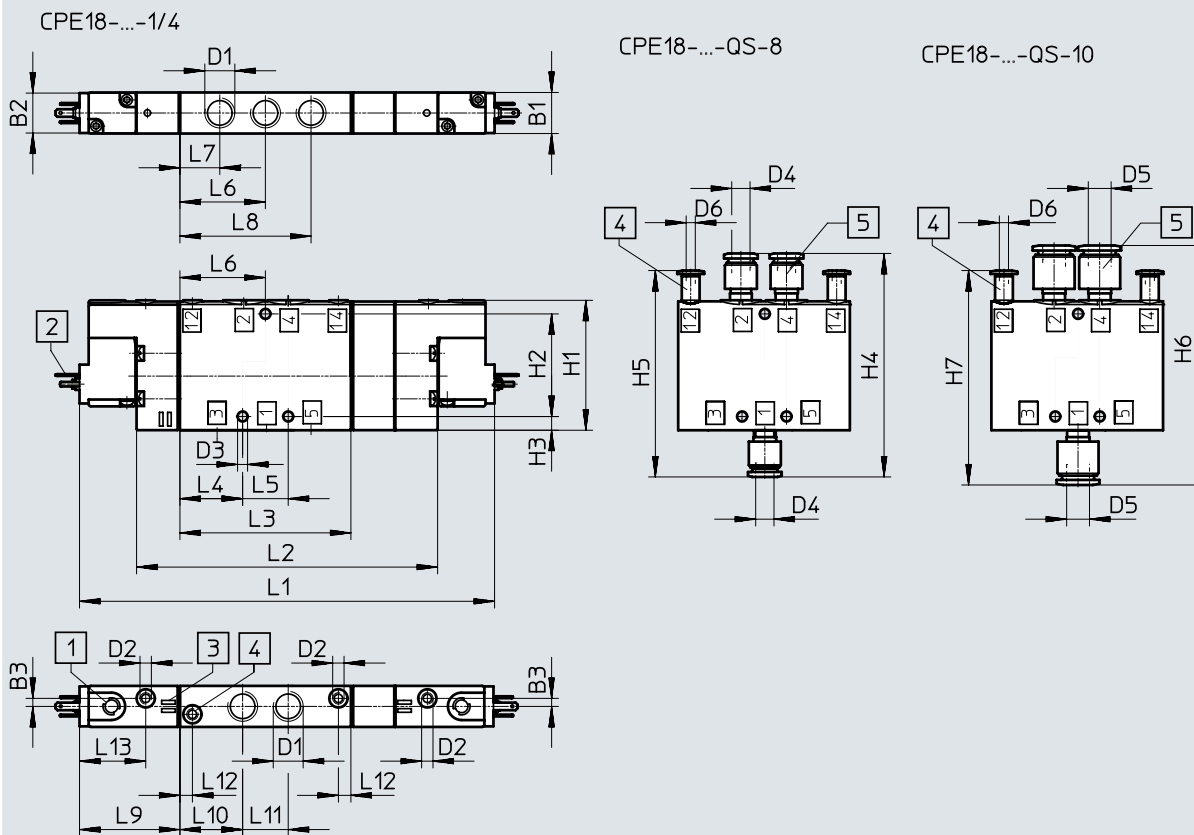 CPE18-...-1/4
CPE18-...-QS-8
CPE18-...-QS-10
D1
B2
B1
L7
L6
L8
D4
D5
4
D6
5
4
D6
5
L6
12
2
4
14
2
H2
H1
3
1
5
H3
D3
L4
L5
L3
L2
L1
12
2
4
14
H5
H4
3
1
5
D4
12
2
4
14
H7
H6
3
1
5
D5
1
D2
3
4
D2
B3
B3
L13
D1
D2
L12
L12
L9
L10
L11